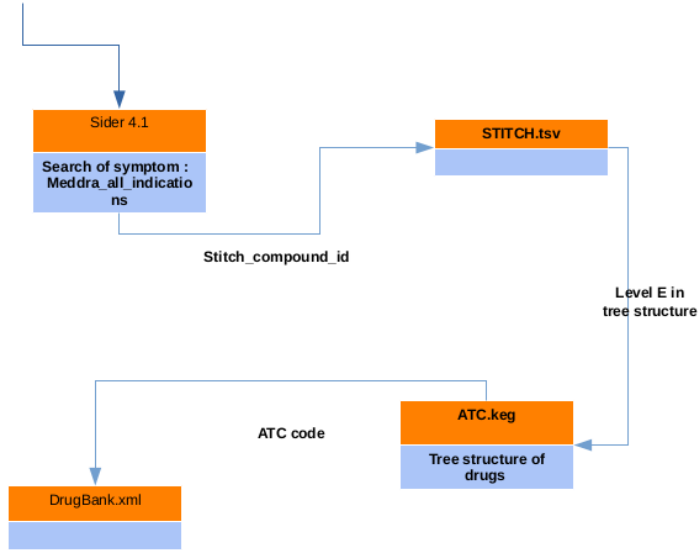 Sider 4.1
Search of symptom :
Meddra_all_indicatio
ns
STITCH.tsv
Stitch_compound_id
Level E in
tree structure
ATC.keg
Tree structure of
drugs
ATC code
DrugBank.xml